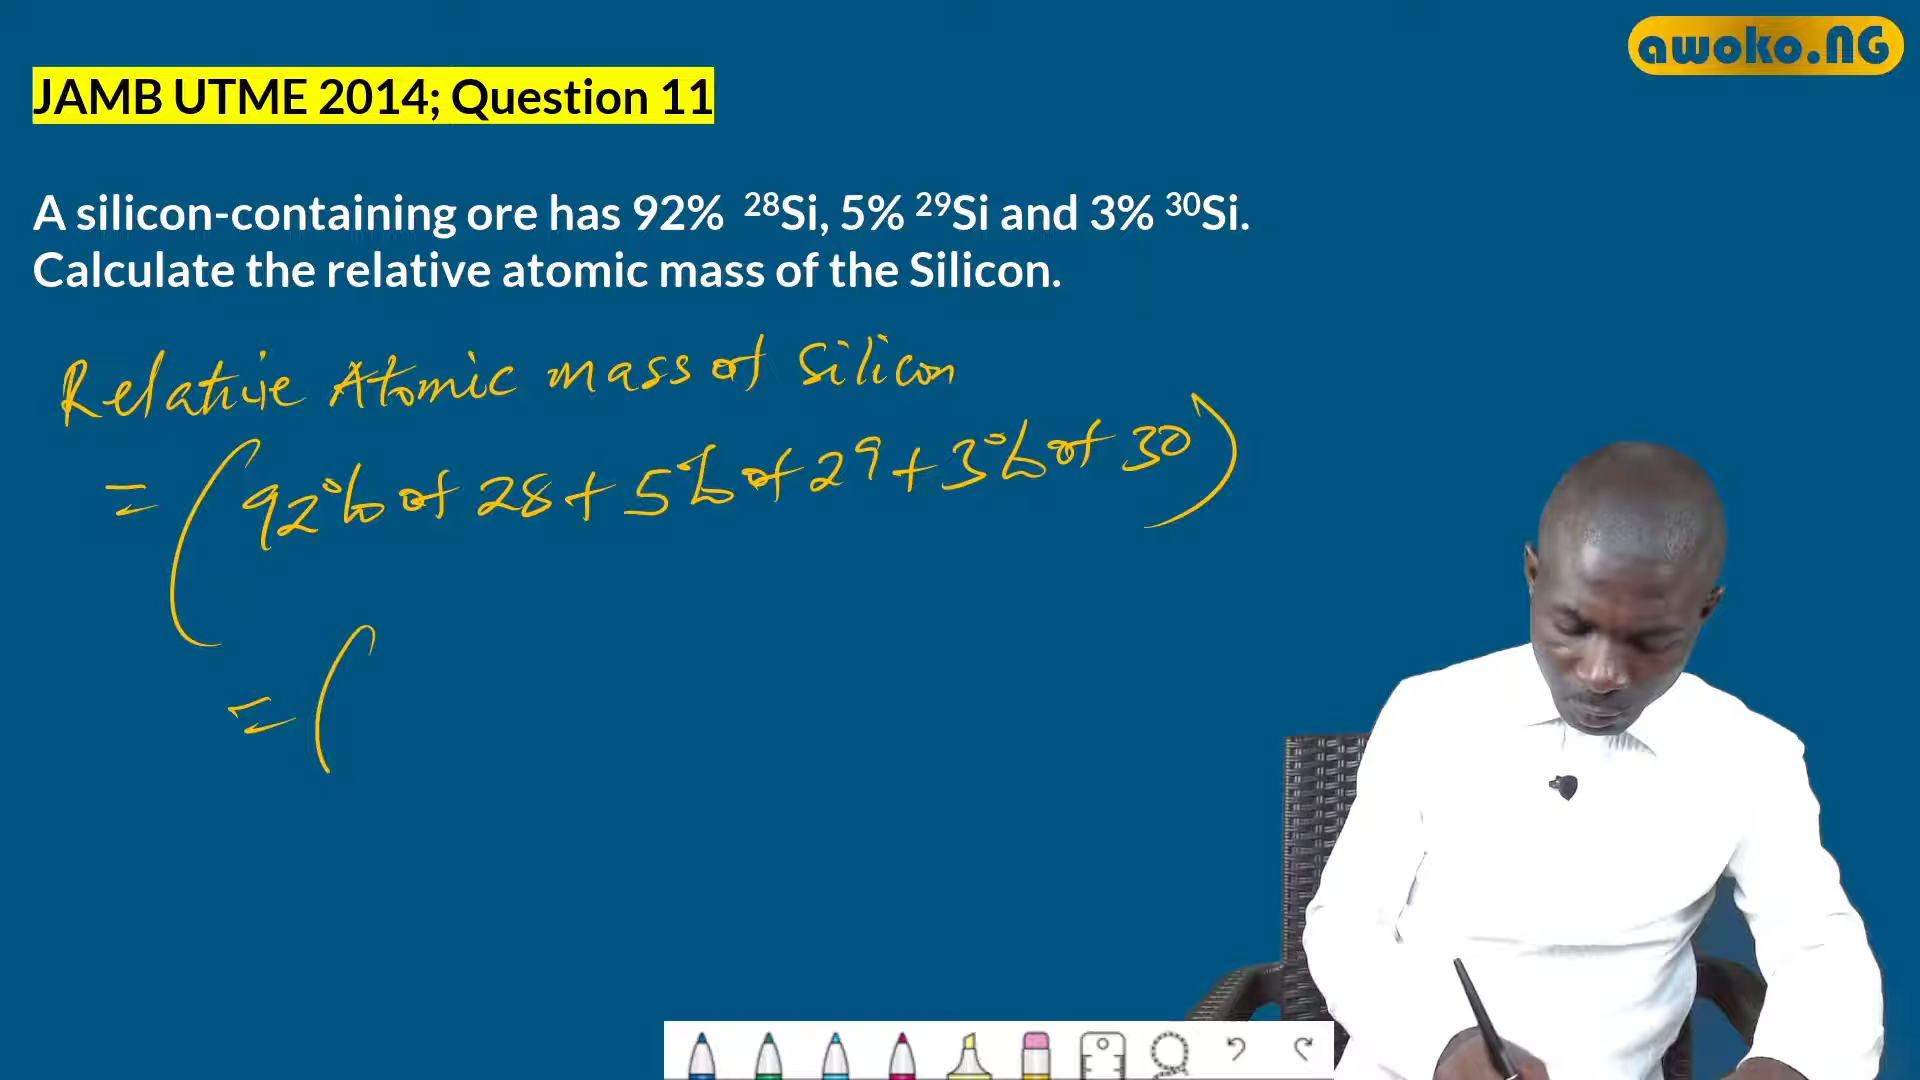 awoko.NG
JAMB UTME 2014; Question 11
A silicon-containing ore has 92% ²⁸Si, 5% ²⁹Si and 3% ³⁰Si.
Calculate the relative atomic mass of the Silicon.
Relative Atomic mass of Silicon
= (92% of 28 + 5% of 29 + 3% of 30)
= (